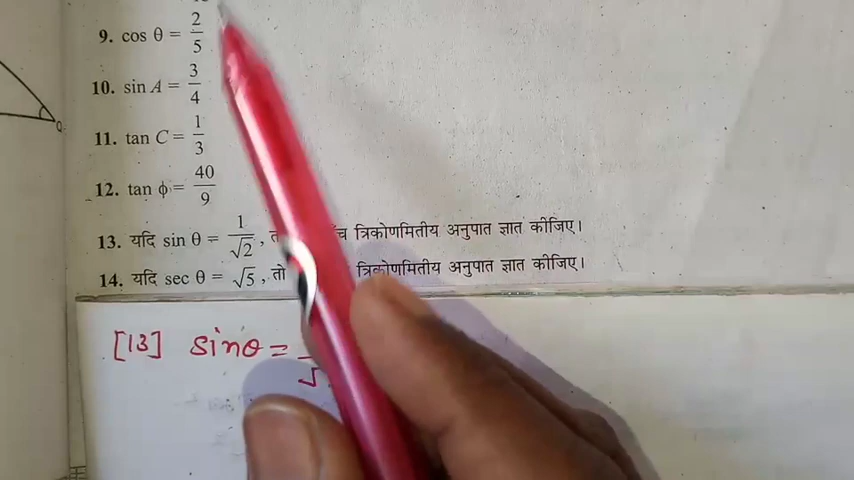 9. cos θ = 2/5
10. sin A = 3/4
11. tan C = 1/3
12. tan ϕ = 40/9
13. यदि sin θ = 1/√2, त त्रिकोणमितीय अनुपात ज्ञात कीजिए।
14. यदि sec θ = √5, तो त्रिकोणमितीय अनुपात ज्ञात कीजिए।
[13] sinθ =